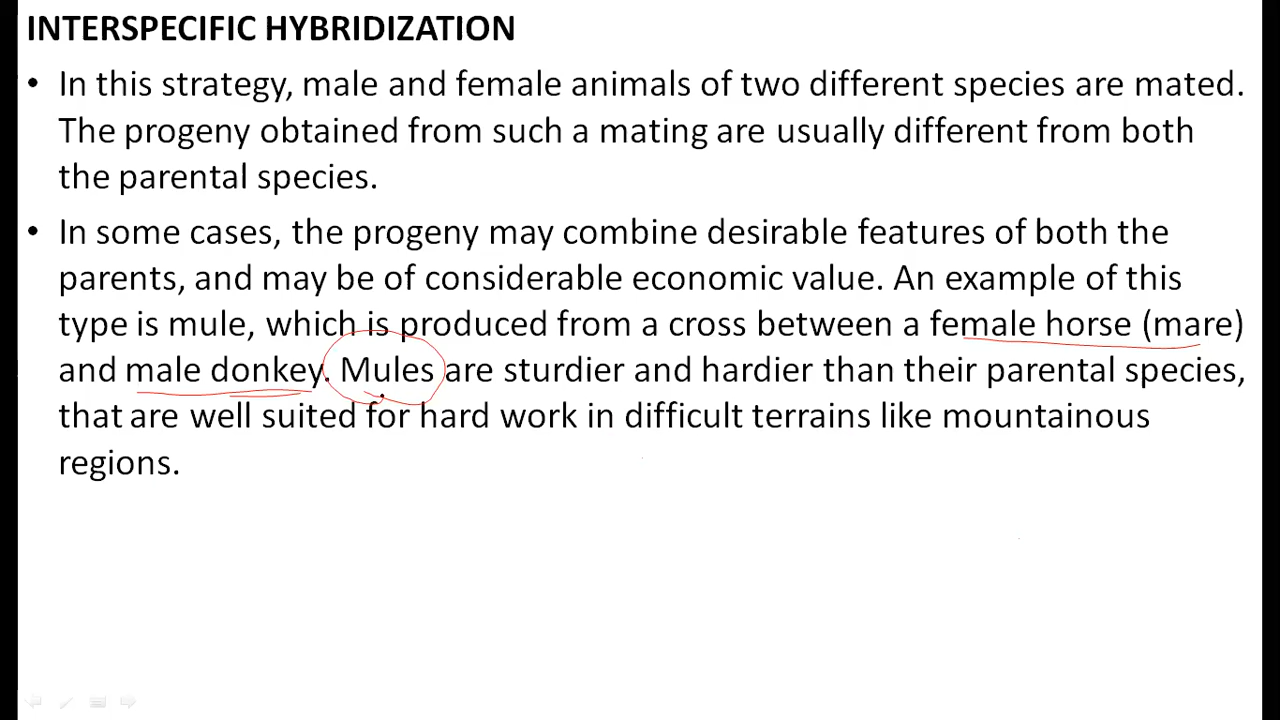 INTERSPECIFIC HYBRIDIZATION
• In this strategy, male and female animals of two different species are mated.
The progeny obtained from such a mating are usually different from both
the parental species.
• In some cases, the progeny may combine desirable features of both the
parents, and may be of considerable economic value. An example of this
type is mule, which is produced from a cross between a female horse (mare)
and male donkey. Mules are sturdier and hardier than their parental species,
that are well suited for hard work in difficult terrains like mountainous
regions.